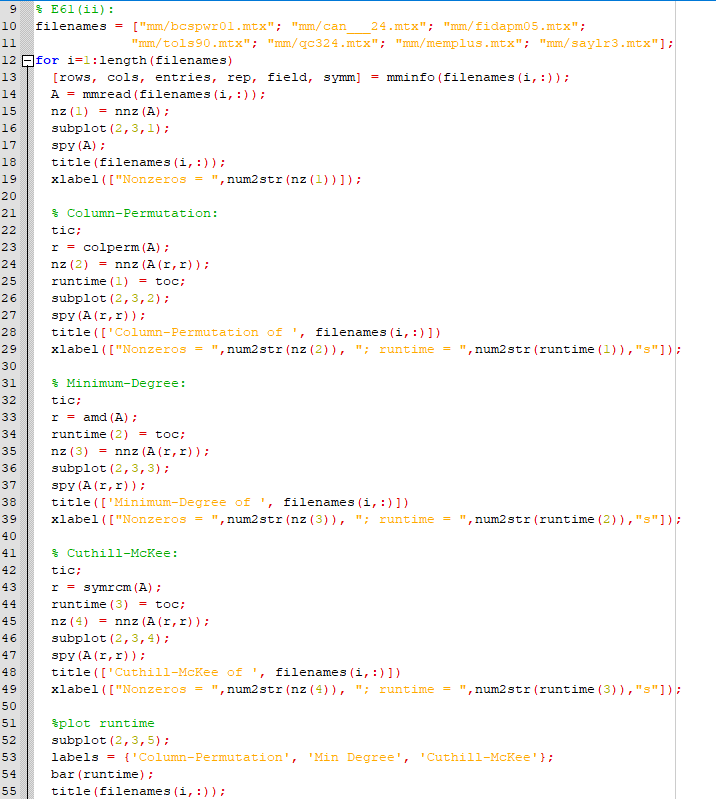 9 % E61(ii):
10 filenames = ["mm/bcspwr01.mtx"; "mm/can___24.mtx"; "mm/fidapm05.mtx";
11 "mm/tols90.mtx"; "mm/qc324.mtx"; "mm/memplus.mtx"; "mm/saylr3.mtx"];
12 for i=1:length(filenames)
13 [rows, cols, entries, rep, field, symm] = mminfo(filenames(i,:));
14 A = mmread(filenames(i,:));
15 nz(1) = nnz(A);
16 subplot(2,3,1);
17 spy(A);
18 title(filenames(i,:));
19 xlabel(["Nonzeros = ",num2str(nz(1))]);
20
21 % Column-Permutation:
22 tic;
23 r = colperm(A);
24 nz(2) = nnz(A(r,r));
25 runtime(1) = toc;
26 subplot(2,3,2);
27 spy(A(r,r));
28 title(['Column-Permutation of ', filenames(i,:)])
29 xlabel(["Nonzeros = ",num2str(nz(2)), "; runtime = ",num2str(runtime(1)),"s"]);
30
31 % Minimum-Degree:
32 tic;
33 r = amd(A);
34 runtime(2) = toc;
35 nz(3) = nnz(A(r,r));
36 subplot(2,3,3);
37 spy(A(r,r));
38 title(['Minimum-Degree of ', filenames(i,:)])
39 xlabel(["Nonzeros = ",num2str(nz(3)), "; runtime = ",num2str(runtime(2)),"s"]);
40
41 % Cuthill-McKee:
42 tic;
43 r = symrcm(A);
44 runtime(3) = toc;
45 nz(4) = nnz(A(r,r));
46 subplot(2,3,4);
47 spy(A(r,r));
48 title(['Cuthill-McKee of ', filenames(i,:)])
49 xlabel(["Nonzeros = ",num2str(nz(4)), "; runtime = ",num2str(runtime(3)),"s"]);
50
51 %plot runtime
52 subplot(2,3,5);
53 labels = {'Column-Permutation', 'Min Degree', 'Cuthill-McKee'};
54 bar(runtime);
55 title(filenames(i,:));